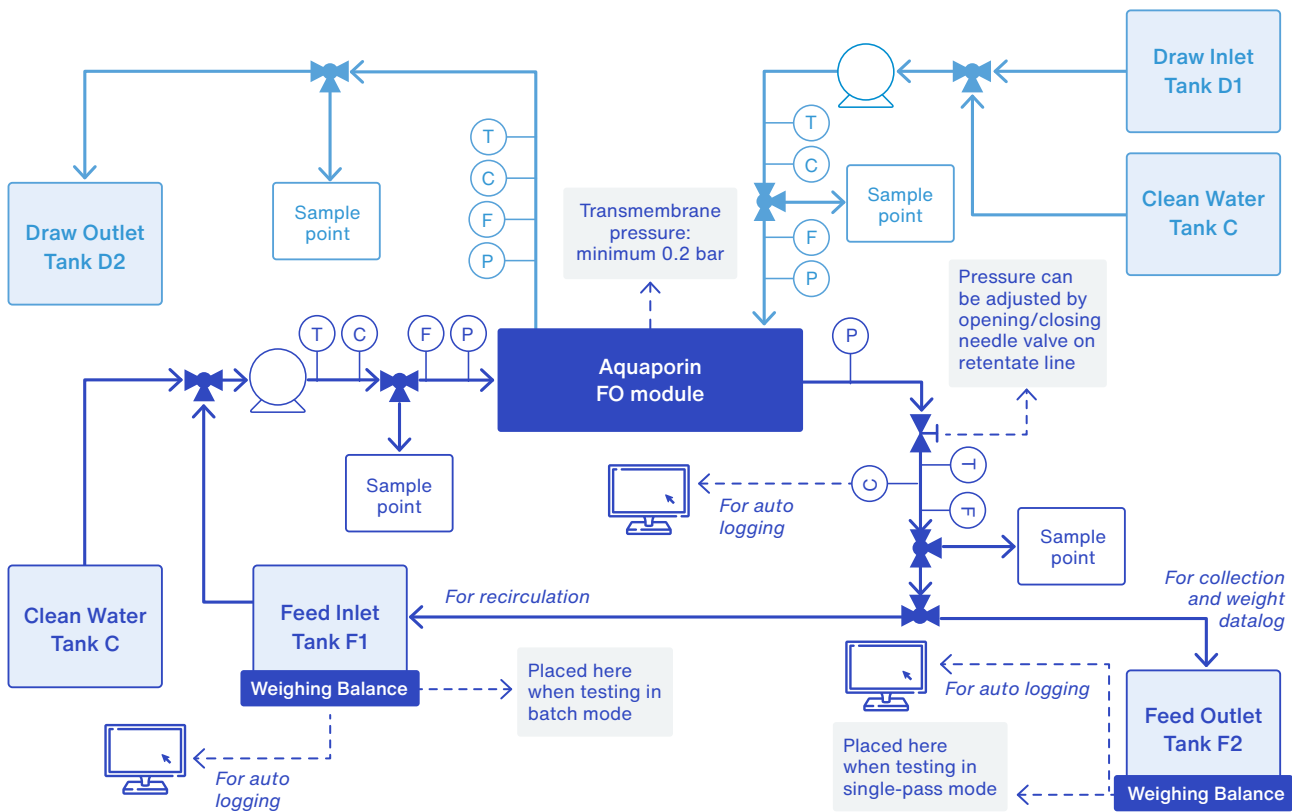 Draw Inlet
Tank D1
Clean Water
Tank C
T
C
Sample
point
F
P
T
C
F
P
Sample
point
Draw Outlet
Tank D2
Transmembrane
pressure:
minimum 0.2 bar
Pressure can
be adjusted by
opening/closing
needle valve on
retentate line
T
C
F
P
Aquaporin
FO module
P
Sample
point
C
T
F
For auto
logging
Sample
point
Clean Water
Tank C
Feed Inlet
Tank F1
Weighing Balance
For recirculation
For collection
and weight
datalog
Placed here
when testing in
batch mode
For auto
logging
For auto logging
Placed here
when testing in
single-pass mode
Feed Outlet
Tank F2
Weighing Balance